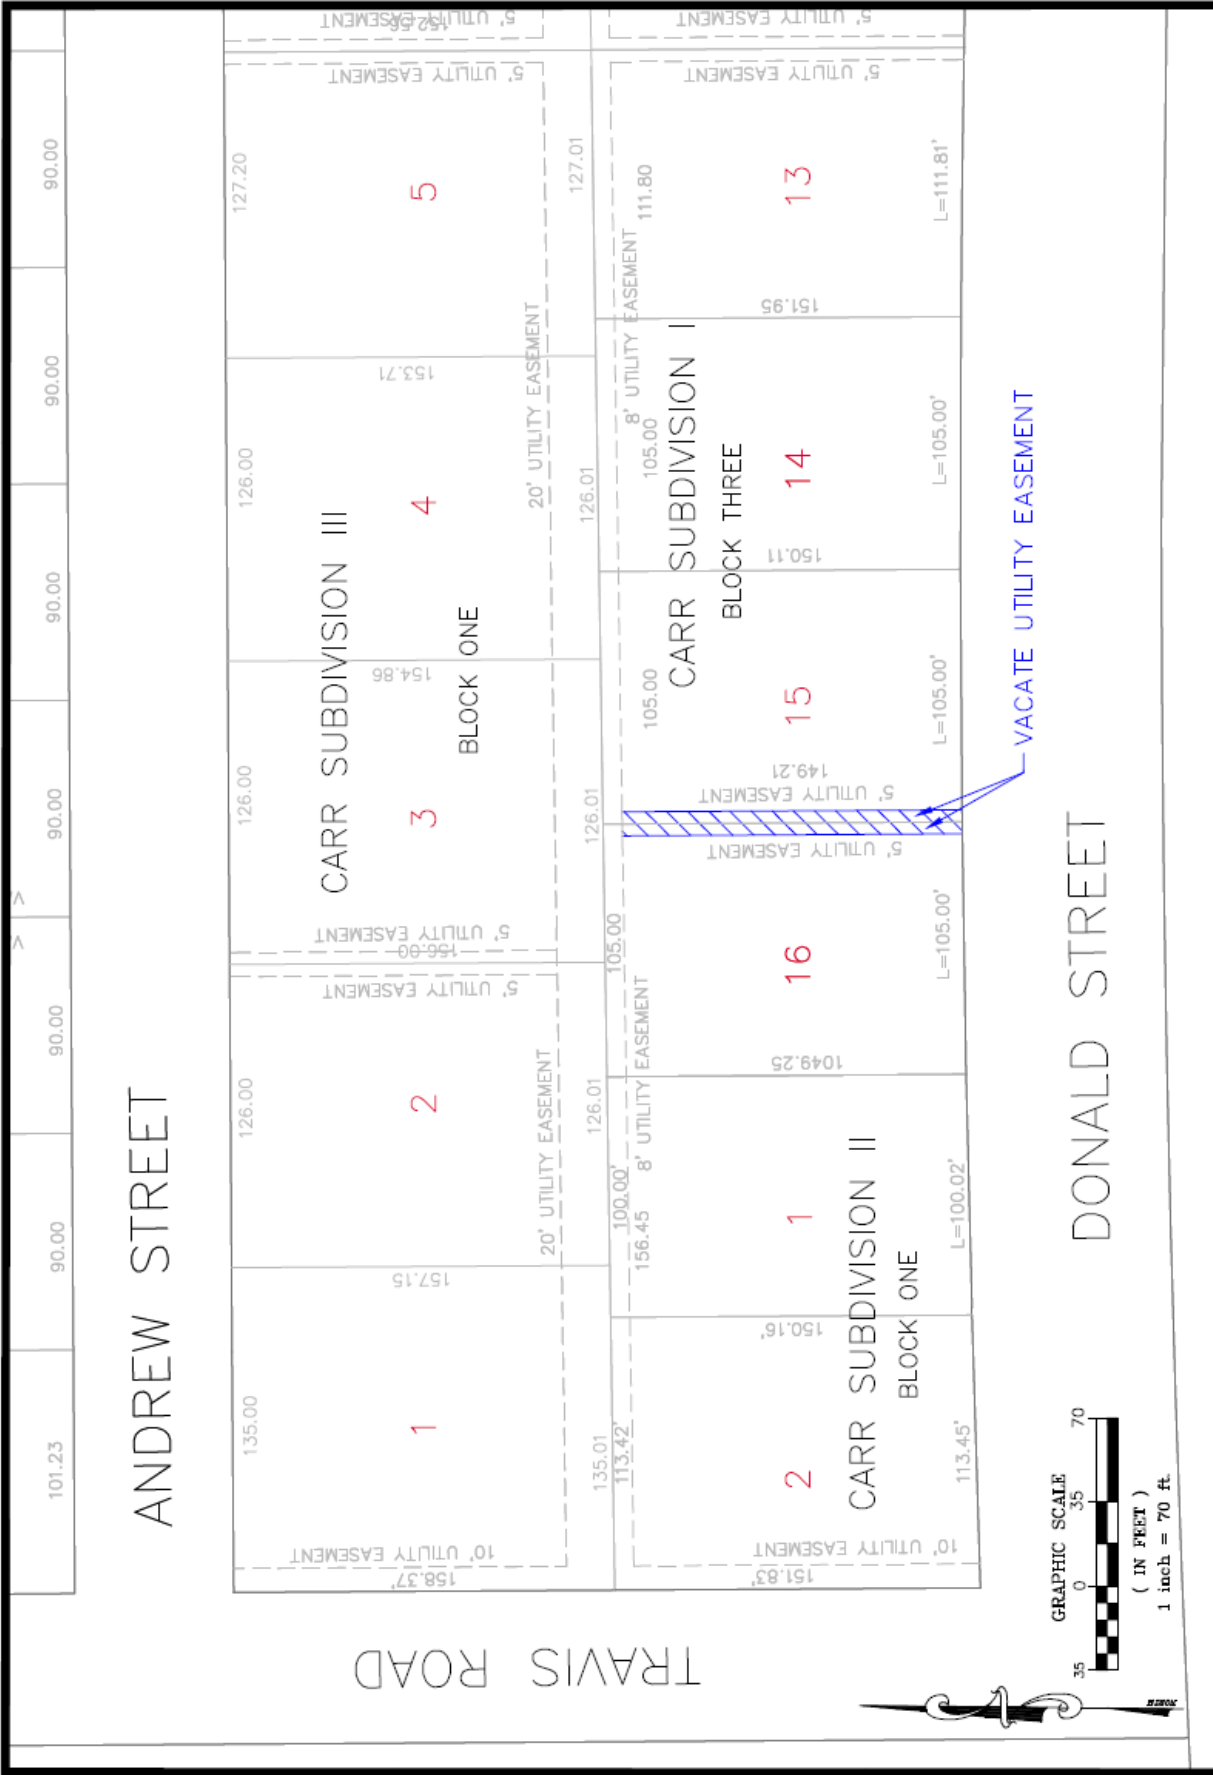 5' UTILITY EASEMENT
152.56
5' UTILITY EASEMENT
5' UTILITY EASEMENT
5' UTILITY EASEMENT
90.00
127.20
5
127.01
111.80
13
L=111.81'
8' UTILITY EASEMENT
151.95
90.00
153.71
20' UTILITY EASEMENT
126.00
4
126.01
105.00
14
L=105.00'
CARR SUBDIVISION I
BLOCK THREE
150.11
VACATE UTILITY EASEMENT
CARR SUBDIVISION III
BLOCK ONE
90.00
154.86
105.00
15
L=105.00'
90.00
126.00
3
126.01
149.21
5' UTILITY EASEMENT
5' UTILITY EASEMENT
5' UTILITY EASEMENT
156.00
5' UTILITY EASEMENT
105.00
16
L=105.00'
DONALD STREET
90.00
126.00
2
126.01
20' UTILITY EASEMENT
8' UTILITY EASEMENT
1049.25
ANDREW STREET
90.00
157.15
100.00'
156.45
1
L=100.02'
150.16'
CARR SUBDIVISION II
BLOCK ONE
101.23
135.00
1
135.01
113.42'
2
113.45'
10' UTILITY EASEMENT
158.37'
10' UTILITY EASEMENT
151.83'
TRAVIS ROAD
GRAPHIC SCALE
35 0 35 70
( IN FEET )
1 inch = 70 ft.
NORTH